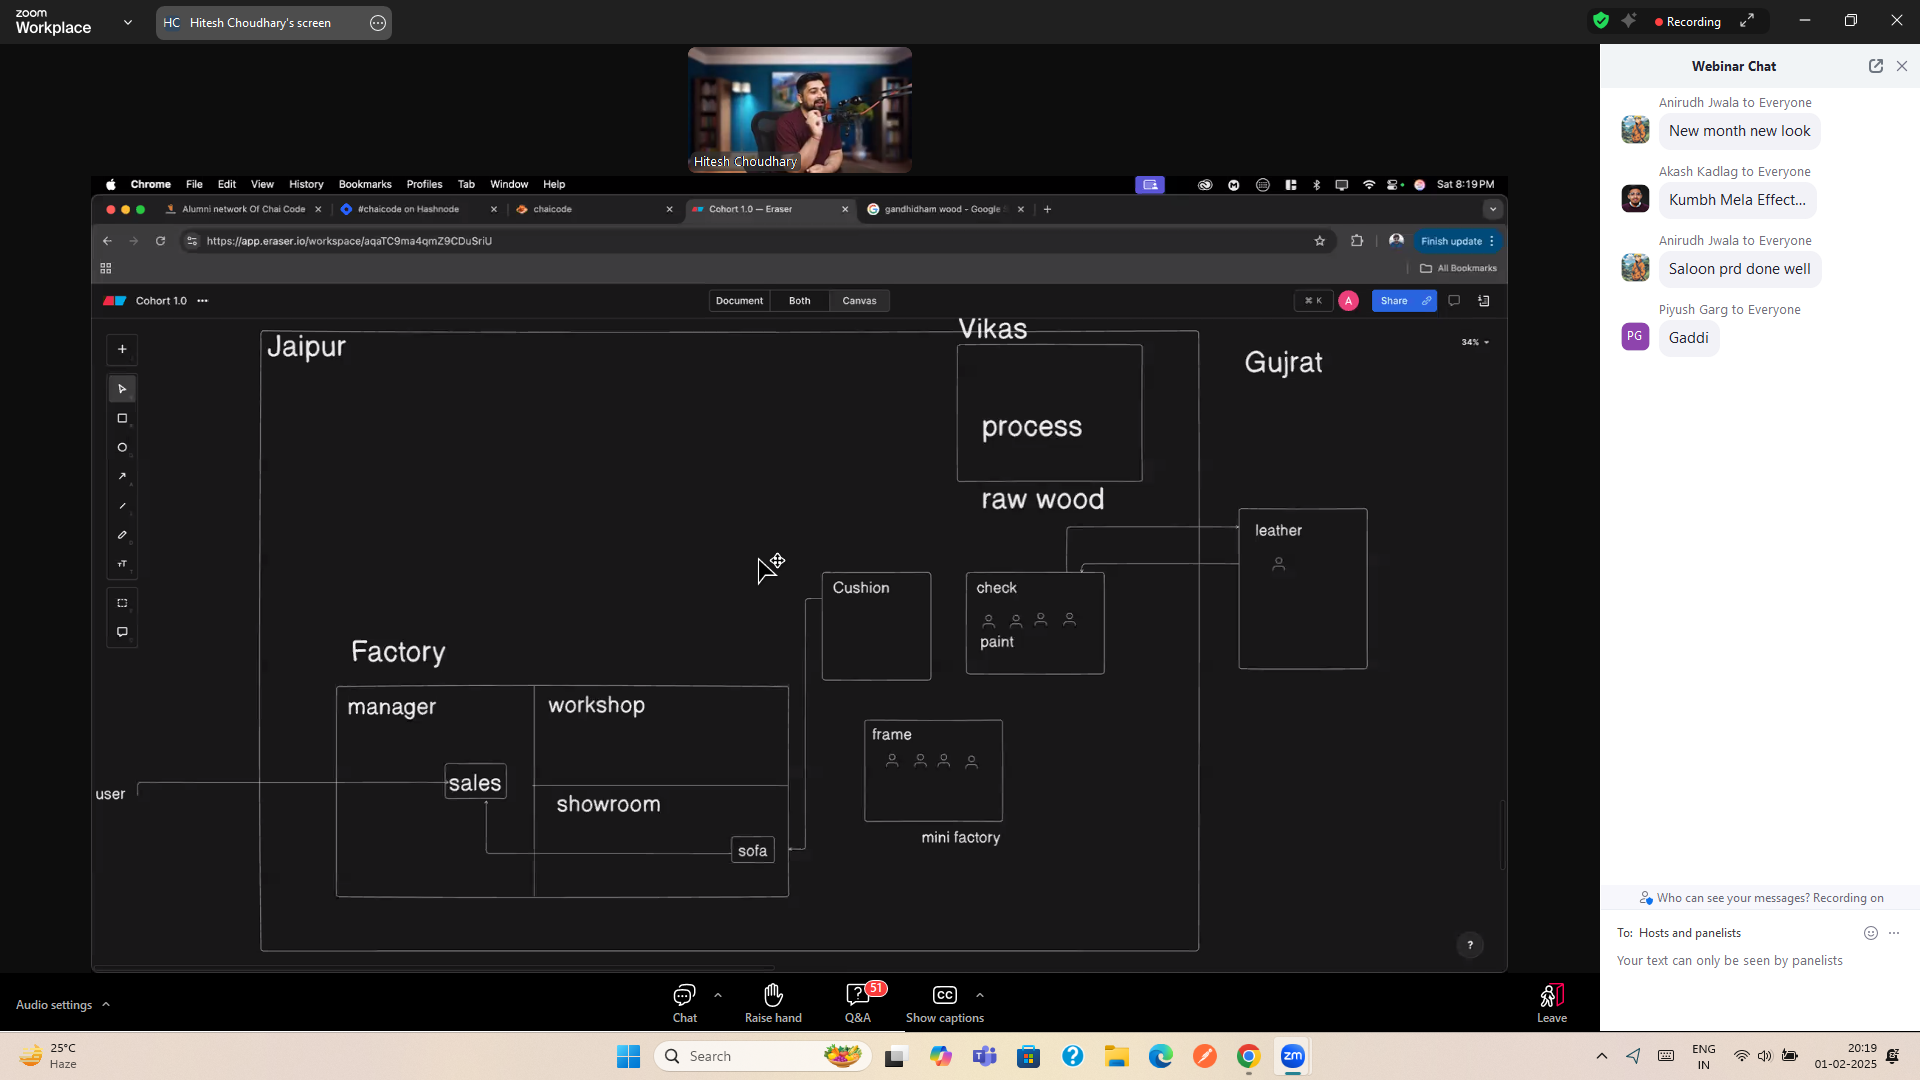 zoom
Workplace
HC Hitesh Choudhary's screen
Recording
Hitesh Choudhary
Chrome File Edit View History Bookmarks Profiles Tab Window Help
Sat 8:19 PM
Alumni network Of Chai Code
#chaicode on Hashnode
chaicode
Cohort 1.0 — Eraser
gandhidham wood - Google
https://app.eraser.io/workspace/aqaTC9ma4qmZ9CDuSriU
Finish update
All Bookmarks
Cohort 1.0
Document Both Canvas
⌘ K
A
Share
34%
Jaipur
Vikas
Gujrat
process
raw wood
leather
Cushion
check
paint
Factory
manager
workshop
frame
user
sales
showroom
mini factory
sofa
?
Webinar Chat
Anirudh Jwala to Everyone
New month new look
Akash Kadlag to Everyone
Kumbh Mela Effect...
Anirudh Jwala to Everyone
Saloon prd done well
Piyush Garg to Everyone
PG
Gaddi
Who can see your messages? Recording on
To: Hosts and panelists
Your text can only be seen by panelists
Audio settings
Chat
Raise hand
51
Q&A
CC
Show captions
Leave
25°C
Haze
Search
zm
ENG
IN
20:19
01-02-2025